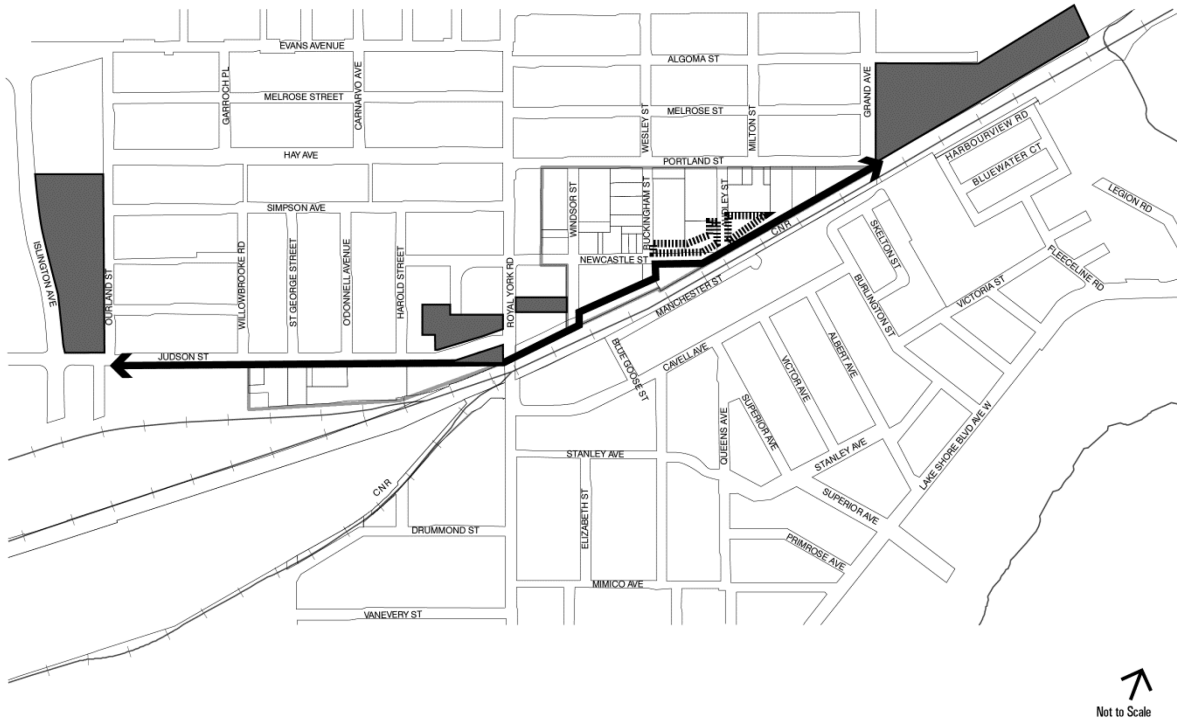 EVANS AVENUE
ALGOMA ST
GARROCH PL
CARNARVO AVE
MELROSE STREET
MELROSE ST
WESLEY ST
MILTON ST
GRAND AVE
HAY AVE
PORTLAND ST
HARBOURVIEW RD
BLUEWATER CT
LEGION RD
SIMPSON AVE
WINDSOR ST
BUCKINGHAM ST
DLEY ST
CNR
NEWCASTLE ST
ISLINGTON AVE
OURLAND ST
WILLOWBROOKE RD
ST GEORGE STREET
O'DONNELL AVENUE
HAROLD STREET
ROYAL YORK RD
MANCHESTER ST
SKELTON ST
BURLINGTON ST
VICTORIA ST
FLEECELINE RD
JUDSON ST
BLUE GOOSE ST
CAVELL AVE
VICTOR AVE
ALBERT AVE
SUPERIOR AVE
QUEENS AVE
STANLEY AVE
STANLEY AVE
LAKE SHORE BLVD AVE W
CNR
SUPERIOR AVE
ELIZABETH ST
DRUMMOND ST
PRIMROSE AVE
MIMICO AVE
VANEVERY ST
Not to Scale